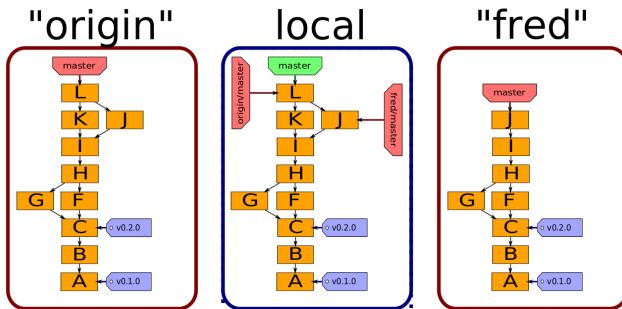 "origin"
master
L
K J
I
H
G F
C v0.2.0
B
A v0.1.0
local
master
origin/master
L
K J
fred/master
I
H
G F
C v0.2.0
B
A v0.1.0
"fred"
master
J
I
H
G F
C v0.2.0
B
A v0.1.0